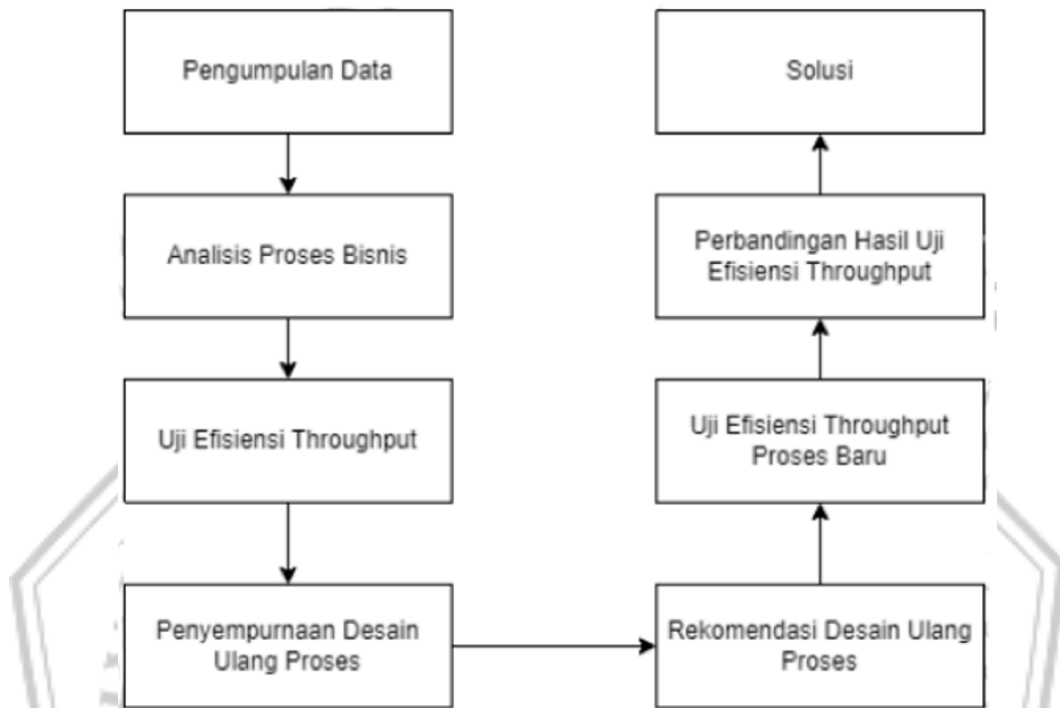 Pengumpulan Data
Analisis Proses Bisnis
Uji Efisiensi Throughput
Penyempurnaan Desain
Ulang Proses
Rekomendasi Desain Ulang
Proses
Uji Efisiensi Throughput
Proses Baru
Perbandingan Hasil Uji
Efisiensi Throughput
Solusi